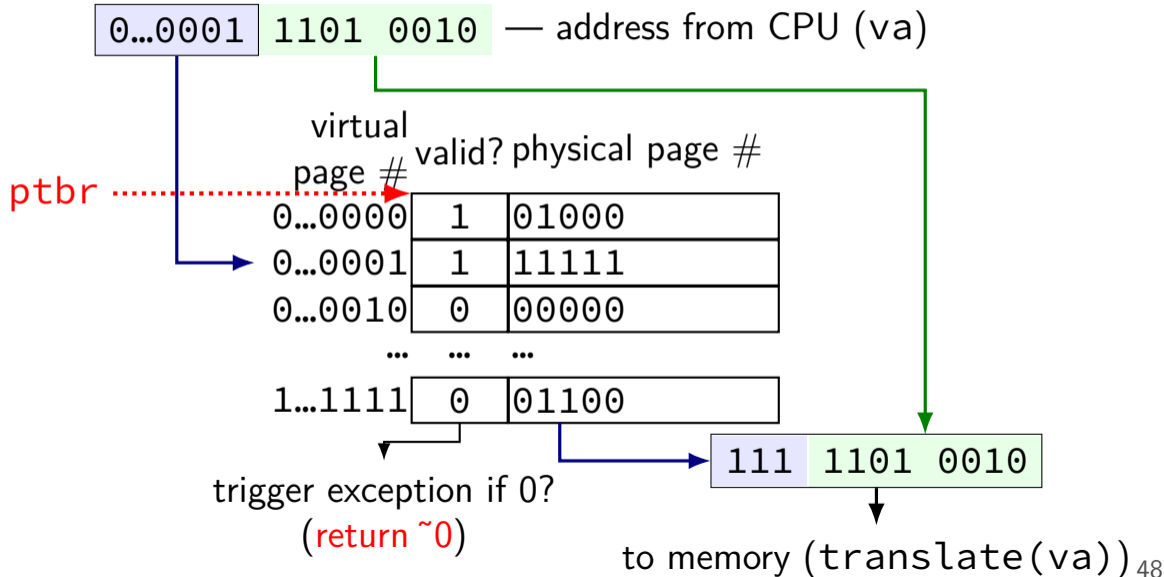 0…0001 1101 0010 — address from CPU (va)
virtual
page # valid? physical page #
ptbr
0…0000 1 01000
0…0001 1 11111
0…0010 0 00000
… … …
1…1111 0 01100
111 1101 0010
trigger exception if 0?
(return ~0)
to memory (translate(va))
48